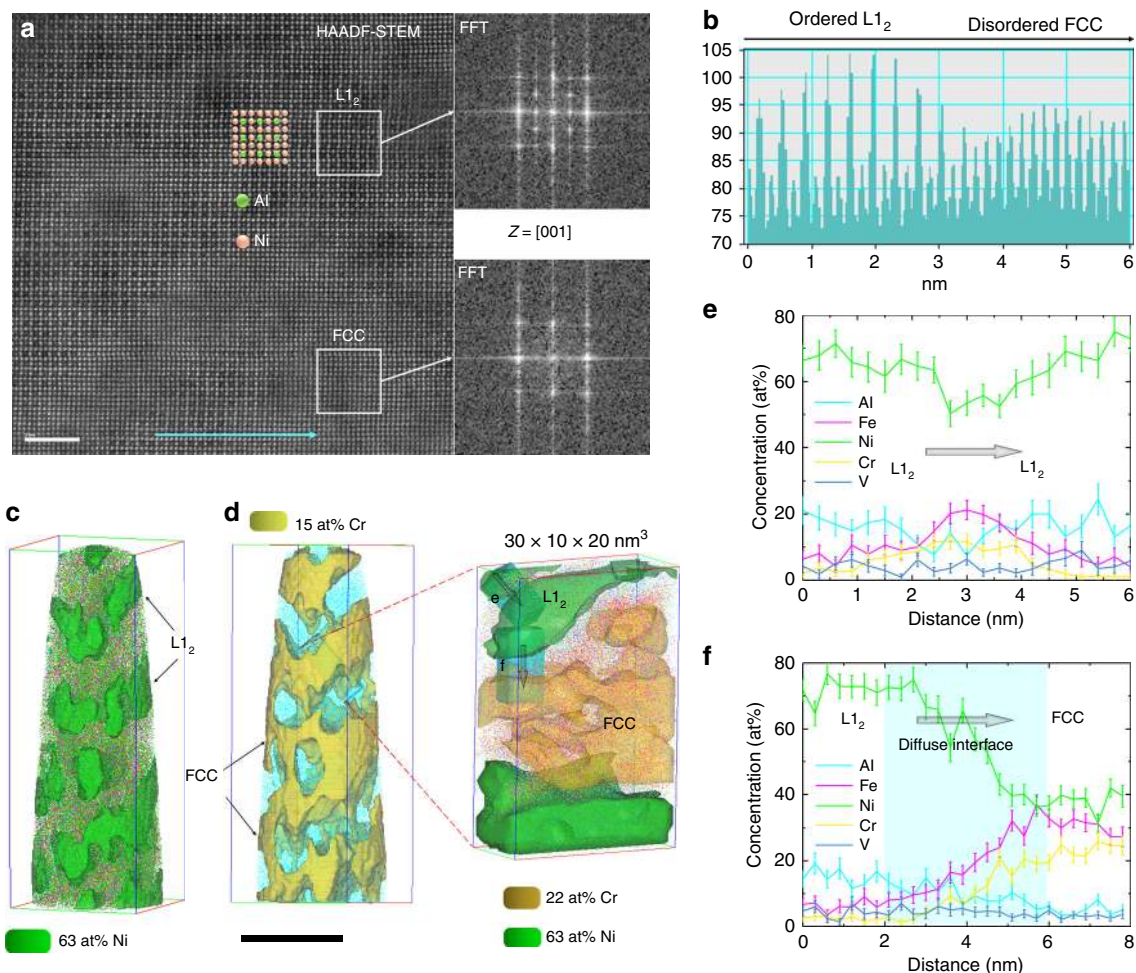 a
HAADF-STEM
L1₂
Al
Ni
FCC
FFT
Z = [001]
FFT
b
Ordered L1₂
Disordered FCC
105
100
95
90
85
80
75
70
0 1 2 3 4 5 6
nm
c
L1₂
63 at% Ni
d
15 at% Cr
FCC
30 × 10 × 20 nm³
e
L1₂
f
FCC
22 at% Cr
63 at% Ni
e
Concentration (at%)
80
60
40
20
0
Al
Fe
Ni
Cr
V
L1₂
L1₂
0 1 2 3 4 5 6
Distance (nm)
f
Concentration (at%)
80
60
40
20
0
L1₂
FCC
Diffuse interface
Al
Fe
Ni
Cr
V
0 2 4 6 8
Distance (nm)